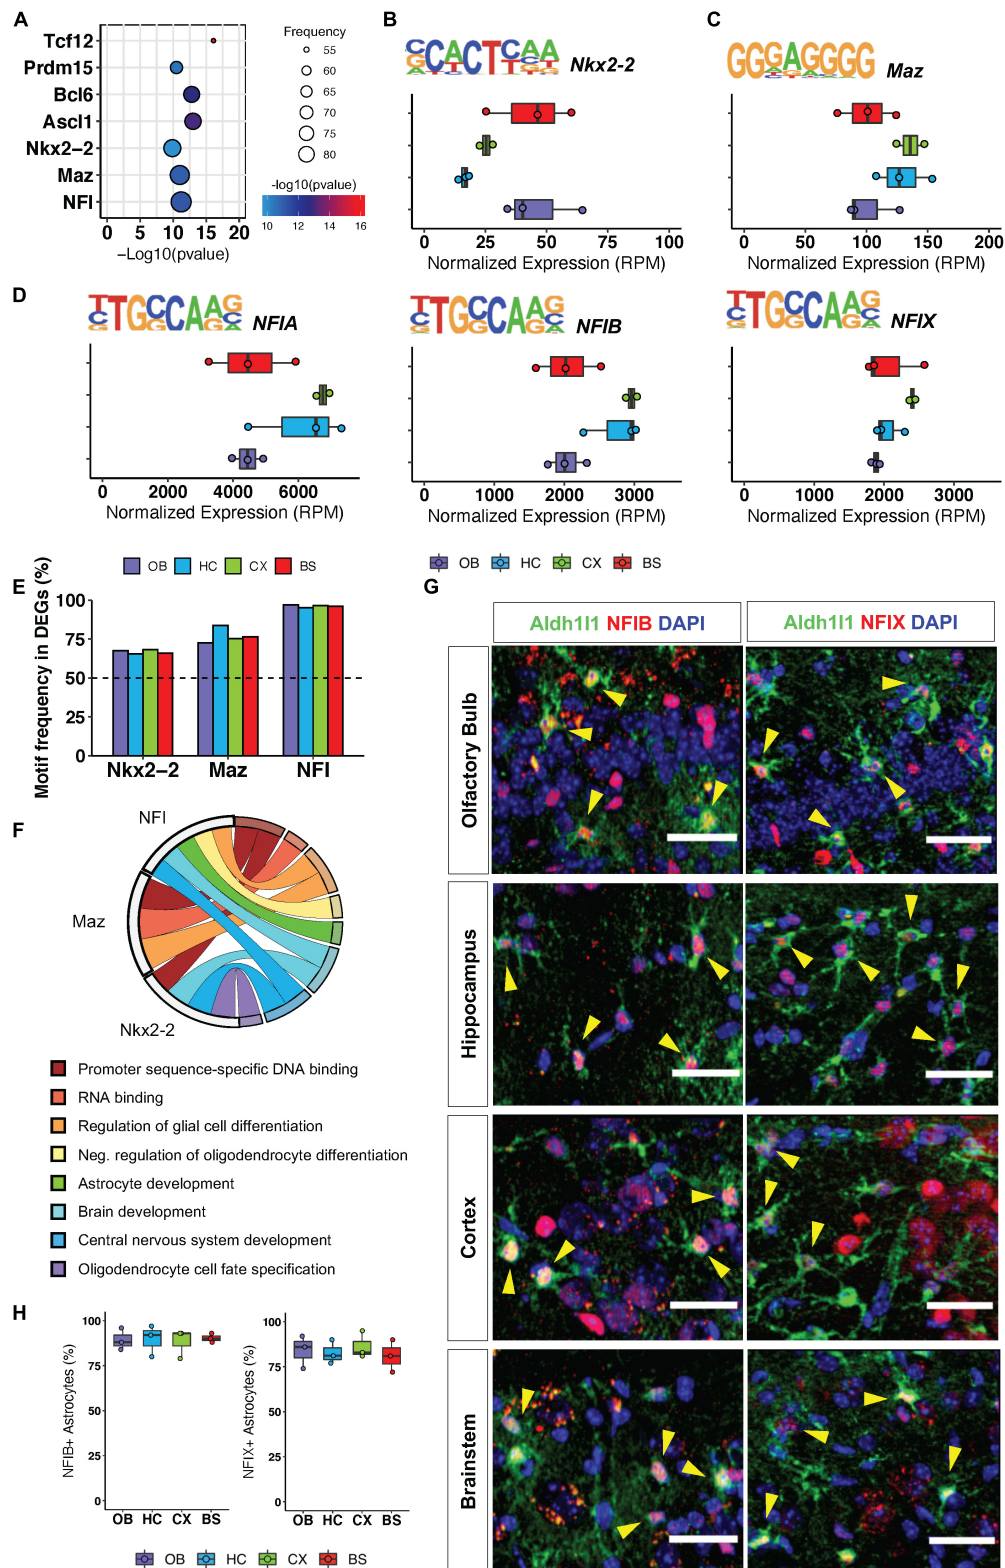 A
Tcf12
Prdm15
Bcl6
Ascl1
Nkx2–2
Maz
NFI
0 5 10 15 20
−Log10(pvalue)
Frequency
55
60
65
70
75
80
-log10(pvalue)
10 12 14 16
B
Nkx2-2
0 25 50 75 100
Normalized Expression (RPM)
C
GGGAGGGG
Maz
0 50 100 150 200
Normalized Expression (RPM)
D
NFIA
0 2000 4000 6000
Normalized Expression (RPM)
NFIB
0 1000 2000 3000
Normalized Expression (RPM)
NFIX
0 1000 2000 3000
Normalized Expression (RPM)
OB HC CX BS
OB HC CX BS
E
Motif frequency in DEGs (%)
100
75
50
25
0
Nkx2–2 Maz NFI
F
NFI
Maz
Nkx2-2
Promoter sequence-specific DNA binding
RNA binding
Regulation of glial cell differentiation
Neg. regulation of oligodendrocyte differentiation
Astrocyte development
Brain development
Central nervous system development
Oligodendrocyte cell fate specification
G
Aldh1l1 NFIB DAPI
Aldh1l1 NFIX DAPI
Olfactory Bulb
Hippocampus
Cortex
Brainstem
H
NFIB+ Astrocytes (%)
100
75
50
25
0
OB HC CX BS
NFIX+ Astrocytes (%)
100
75
50
25
0
OB HC CX BS
OB HC CX BS